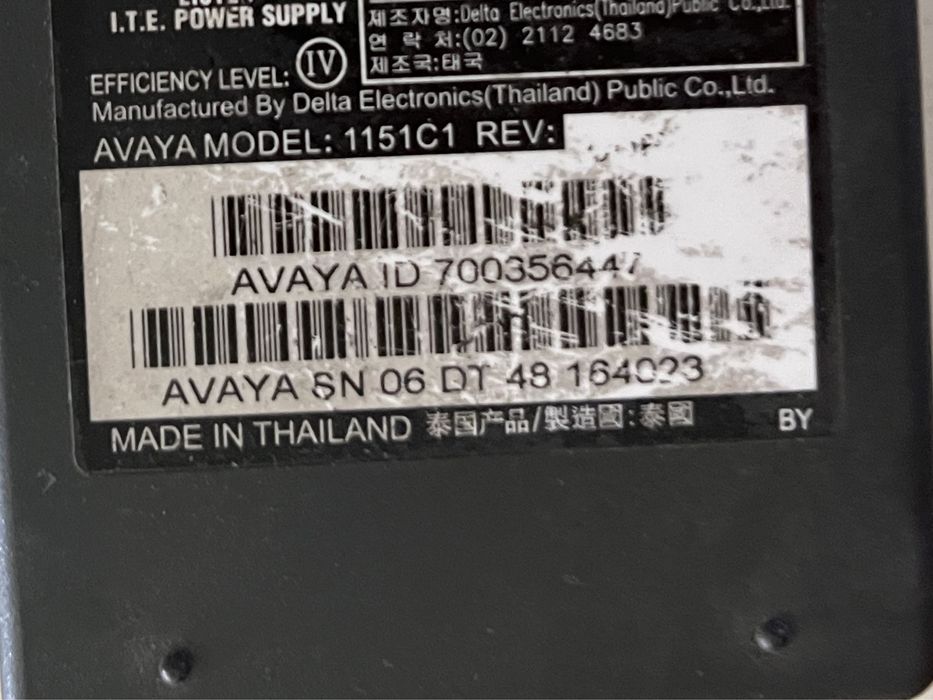 I.T.E. POWER SUPPLY
제조자명:Delta Electronics(Thailand)Public Co.,Ltd.
연 락 처:(02) 2112 4683
제조국:태국
EFFICIENCY LEVEL: IV
Manufactured By Delta Electronics(Thailand) Public Co.,Ltd.
AVAYA MODEL: 1151C1 REV:
AVAYA ID 700356447
AVAYA SN 06 DT 48 164023
MADE IN THAILAND 泰国产品/製造國:泰國 BY